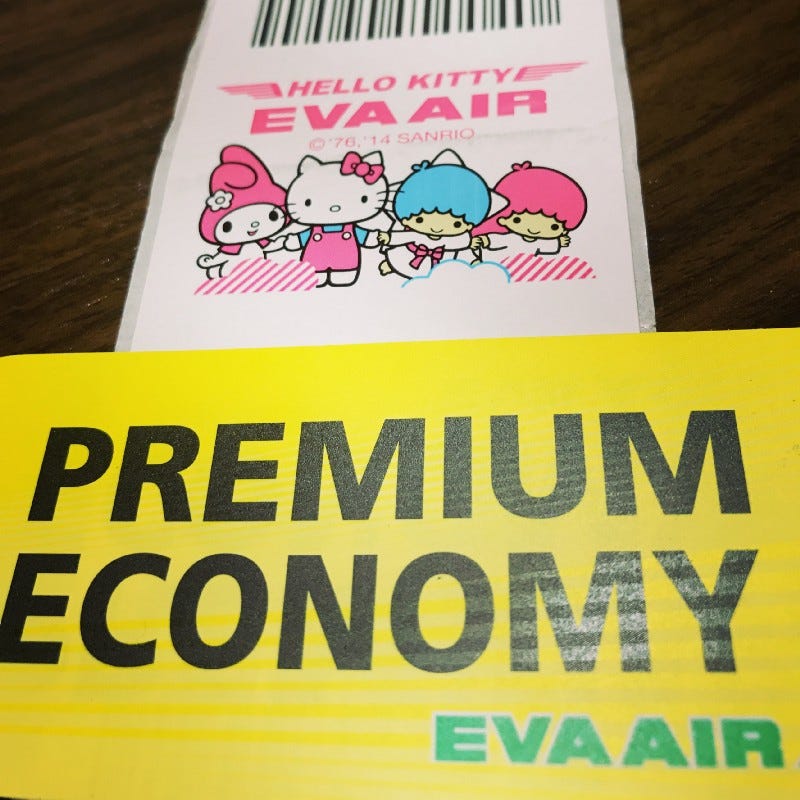 HELLO KITTY
EVA AIR
© '76, '14 SANRIO
PREMIUM
ECONOMY
EVA AIR